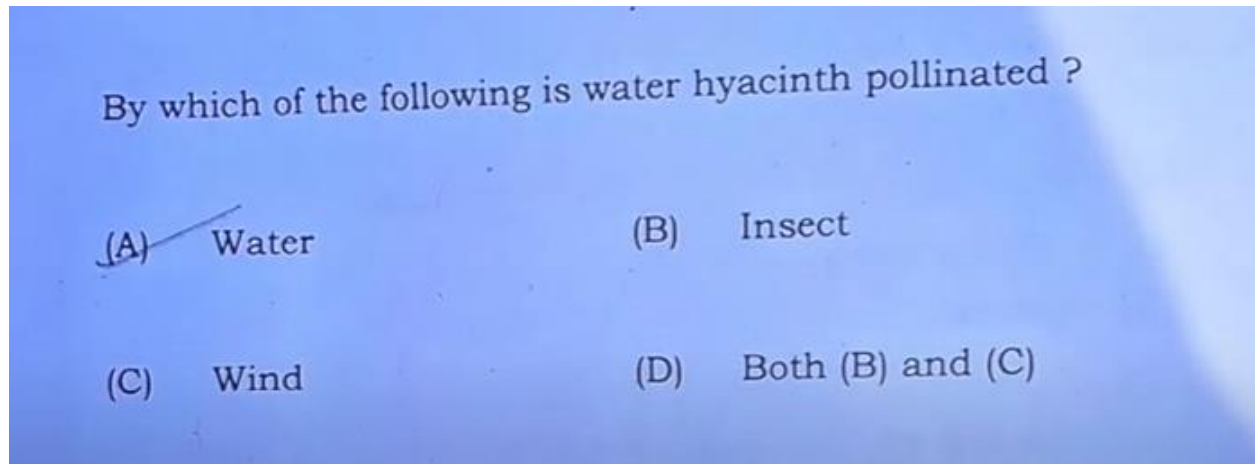 By which of the following is water hyacinth pollinated ?
(A) Water (B) Insect
(C) Wind (D) Both (B) and (C)